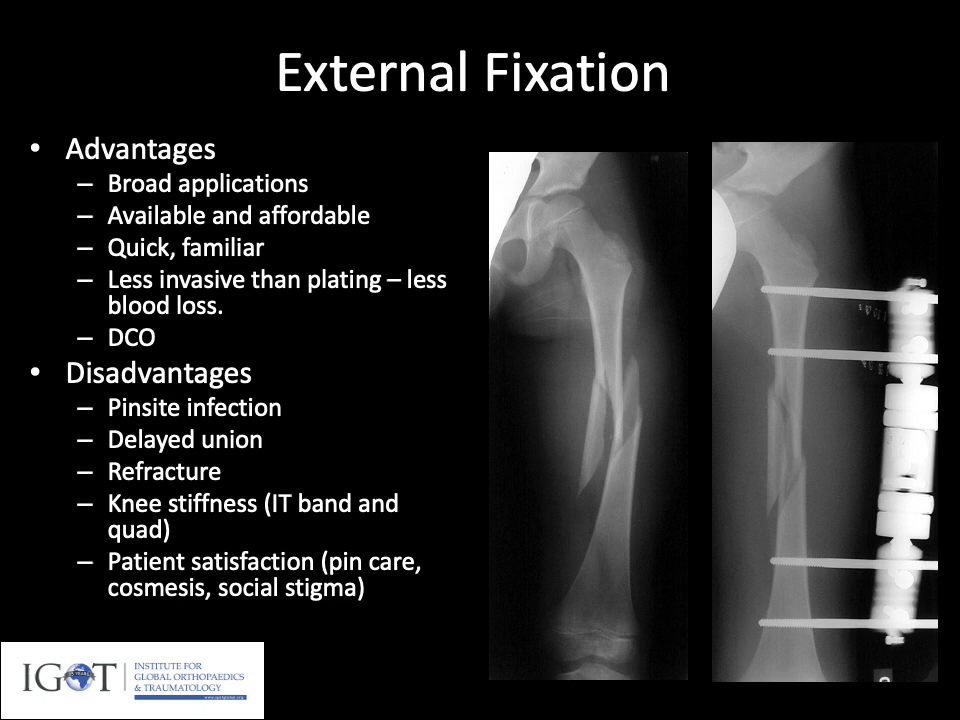 External Fixation
• Advantages
– Broad applications
– Available and affordable
– Quick, familiar
– Less invasive than plating – less
blood loss.
– DCO
• Disadvantages
– Pinsite infection
– Delayed union
– Refracture
– Knee stiffness (IT band and
quad)
– Patient satisfaction (pin care,
cosmesis, social stigma)
IGOT
INSTITUTE FOR
GLOBAL ORTHOPAEDICS
& TRAUMATOLOGY